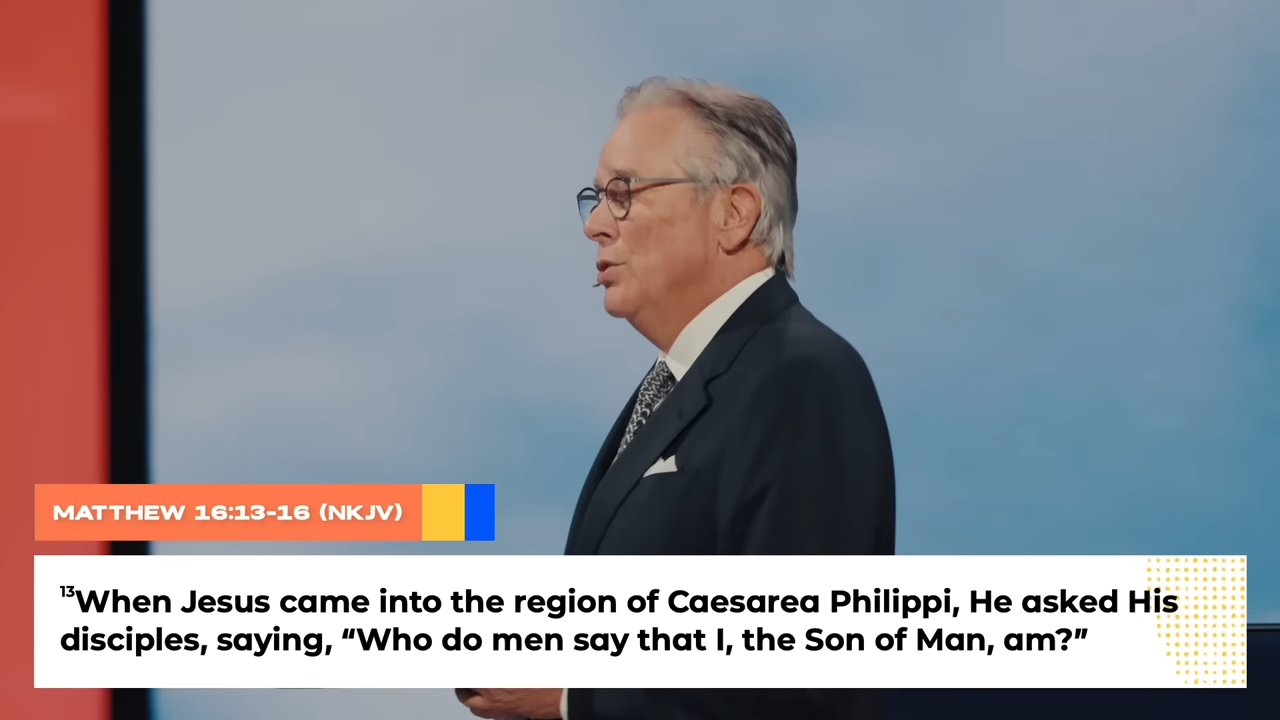 MATTHEW 16:13-16 (NKJV)
¹³When Jesus came into the region of Caesarea Philippi, He asked His
disciples, saying, “Who do men say that I, the Son of Man, am?”